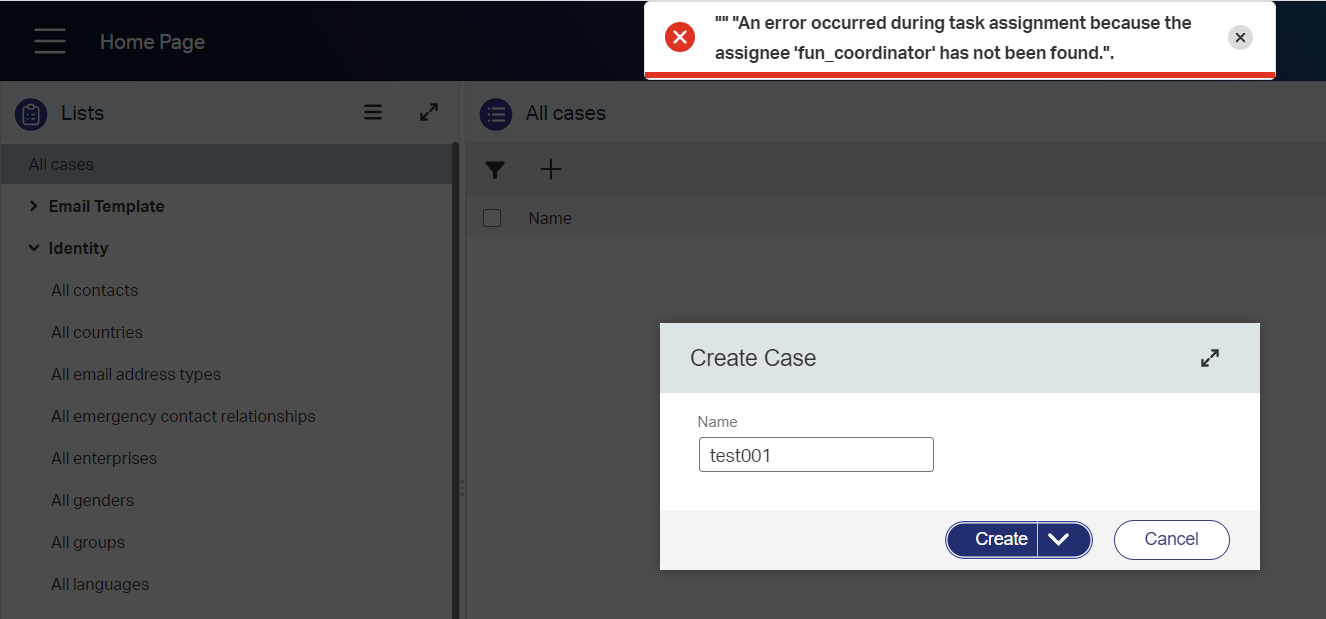 Home Page
"" "An error occurred during task assignment because the
assignee 'fun_coordinator' has not been found.".
Lists
All cases
All cases
Email Template
Identity
All contacts
All countries
All email address types
All emergency contact relationships
All enterprises
All genders
All groups
All languages
Name
Create Case
Name
test001
Create
Cancel